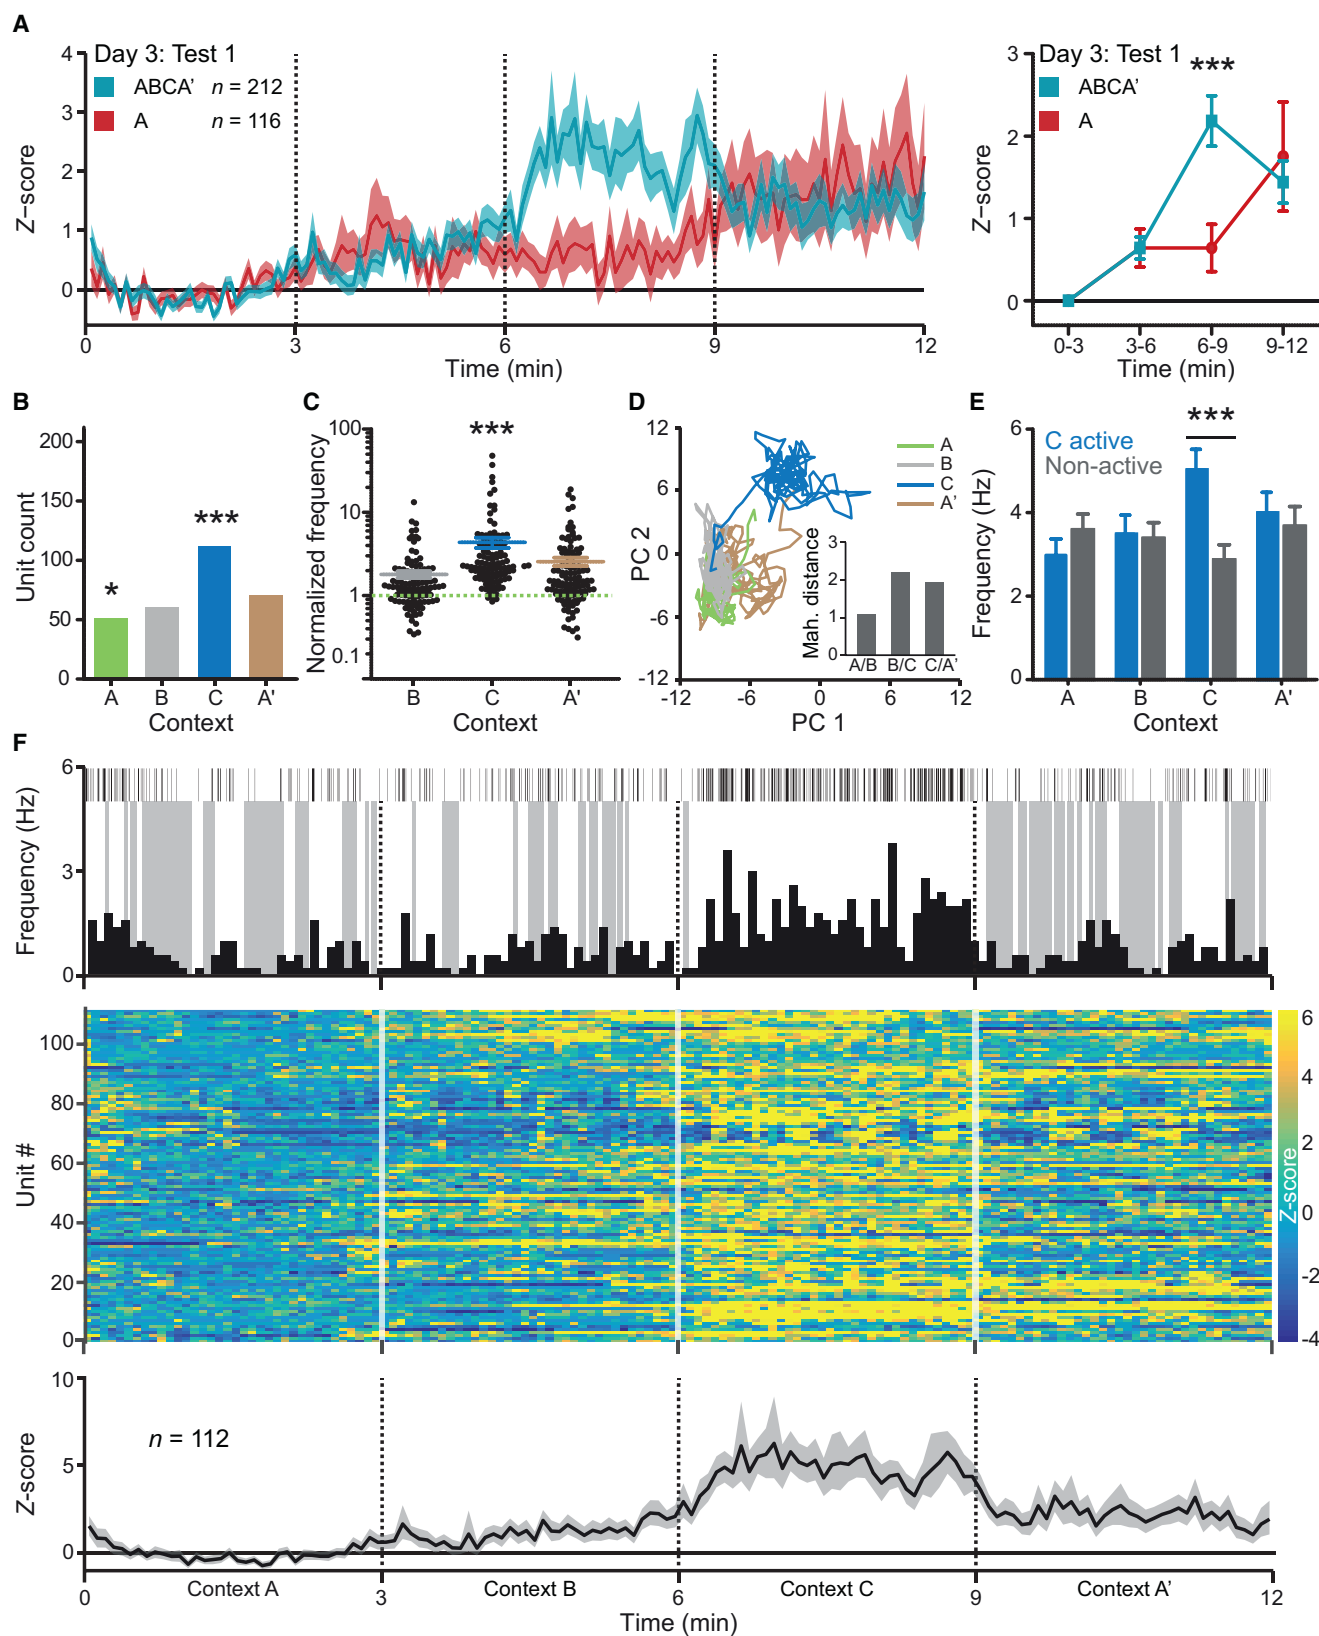 A
Day 3: Test 1
ABCA' n = 212
A n = 116
Z−score
4
3
2
1
0
0 3 6 9 12
Time (min)
Day 3: Test 1
***
ABCA'
A
Z−score
3
2
1
0
0-3 3-6 6-9 9-12
Time (min)
B
Unit count
200
150
100
50
0
*
***
A B C A'
Context
C
Normalized frequency
100
10
1
0.1
***
B C A'
Context
D
PC 2
12
6
0
-6
-12
A
B
C
A'
Mah. distance
3
2
1
0
A/B B/C C/A'
-12 -6 0 6 12
PC 1
E
Frequency (Hz)
6
4
2
0
C active
Non-active
***
A B C A'
Context
F
Frequency (Hz)
6
3
0
Unit #
100
80
60
40
20
0
Z-score
6
4
2
0
-2
-4
Z-score
10
5
0
n = 112
Context A Context B Context C Context A'
0 3 6 9 12
Time (min)